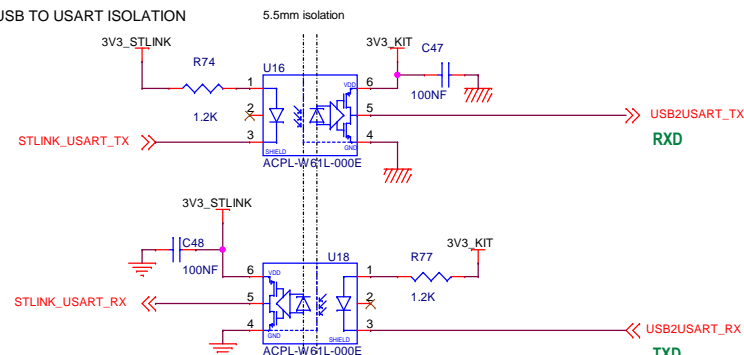 USB TO USART ISOLATION
5.5mm isolation
3V3_STLINK
3V3_KIT
C47
R74
U16
1
VDD
6
100NF
2
5
USB2USART_TX
1.2K
RXD
STLINK_USART_TX
3
4
SHIELD
GND
ACPL-W61L-000E
3V3_STLINK
3V3_KIT
C48
U18
R77
100NF
6
VDD
1
1.2K
STLINK_USART_RX
5
2
4
GND
3
USB2USART_RX
SHIELD
ACPL-W61L-000E
TXD